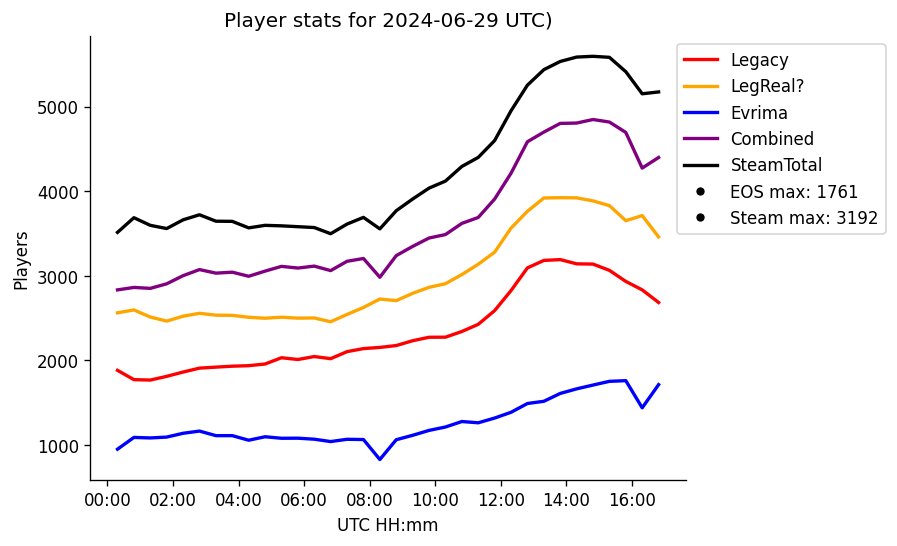 Player stats for 2024-06-29 UTC)
Legacy
LegReal?
Evrima
Combined
SteamTotal
EOS max: 1761
Steam max: 3192
Players
5000
4000
3000
2000
1000
00:00 02:00 04:00 06:00 08:00 10:00 12:00 14:00 16:00
UTC HH:mm